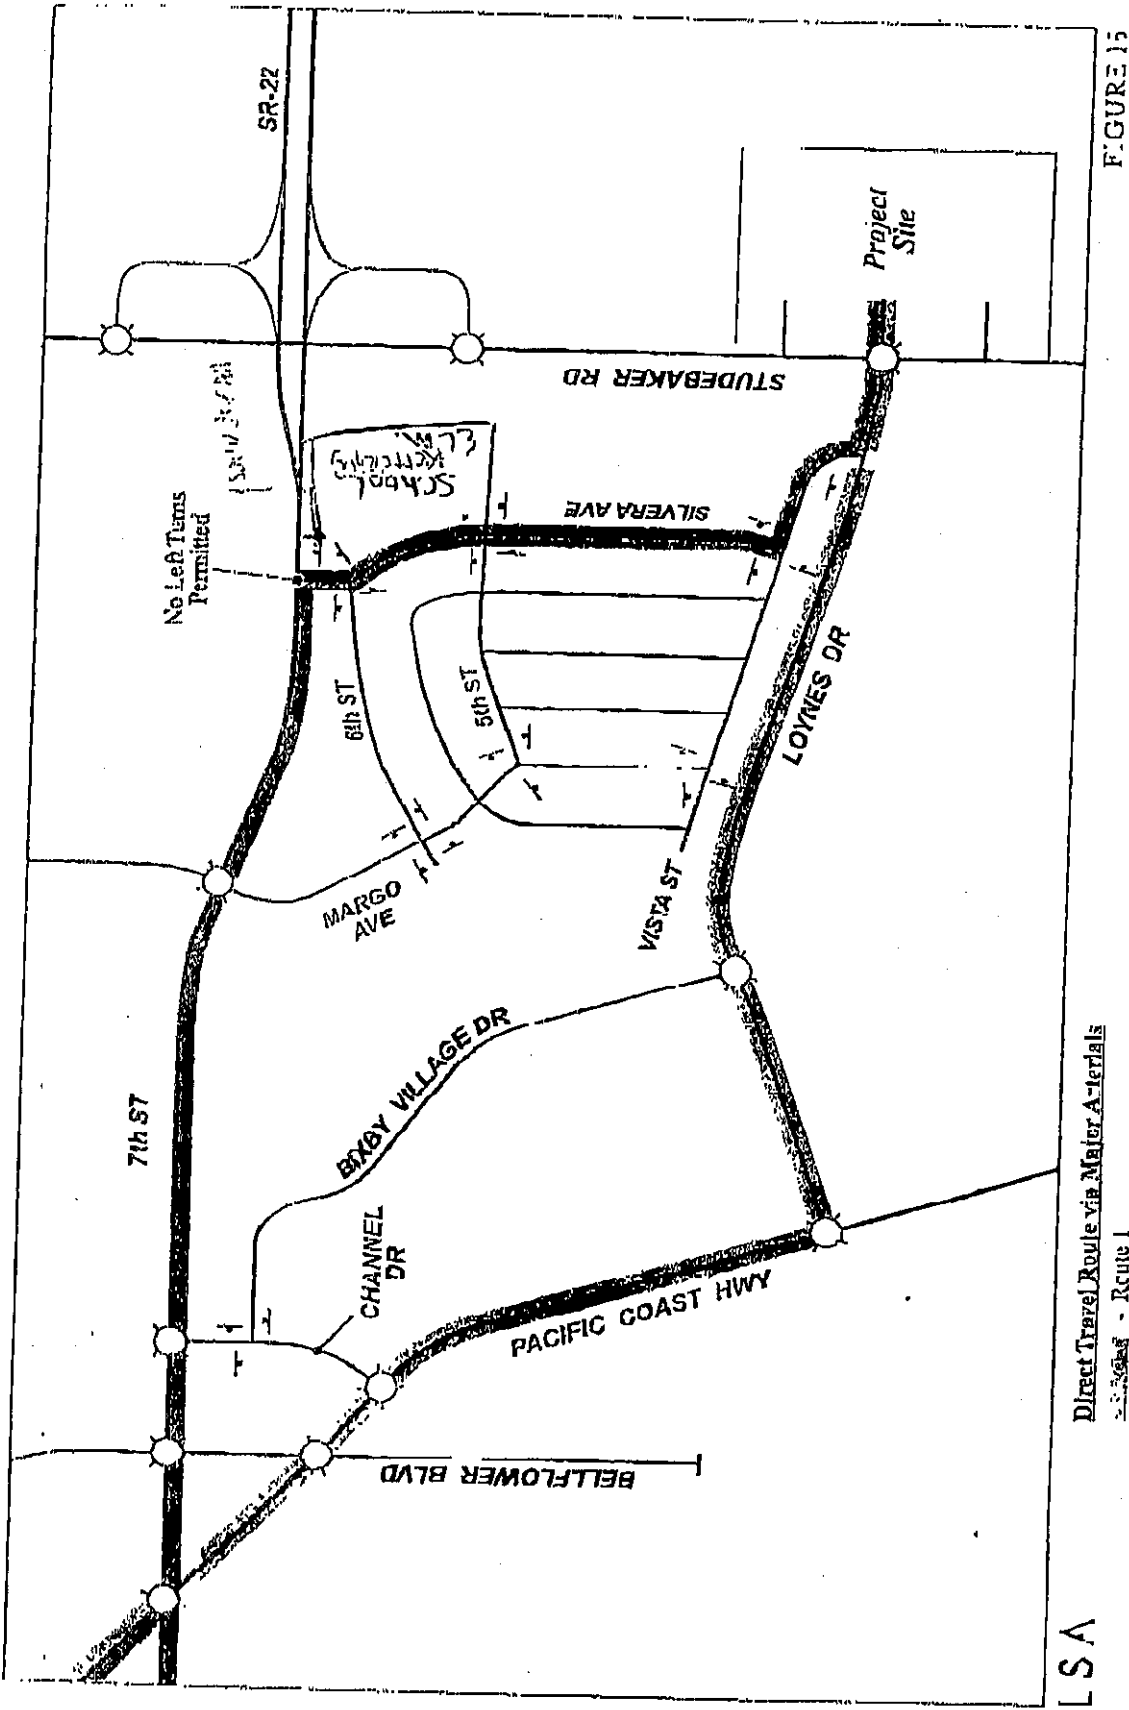 SR-22
No Left Turns
Permitted
School
Kettering
ELM.
STUDEBAKER RD
Project
Site
SILVERA AVE
6th ST
5th ST
LOYNES DR
VISTA ST
MARGO
AVE
7th ST
BIXBY VILLAGE DR
CHANNEL
DR
PACIFIC COAST HWY
BELLFLOWER BLVD
LSA
FIGURE 15
Direct Travel Route via Major Arterials
- Route 1